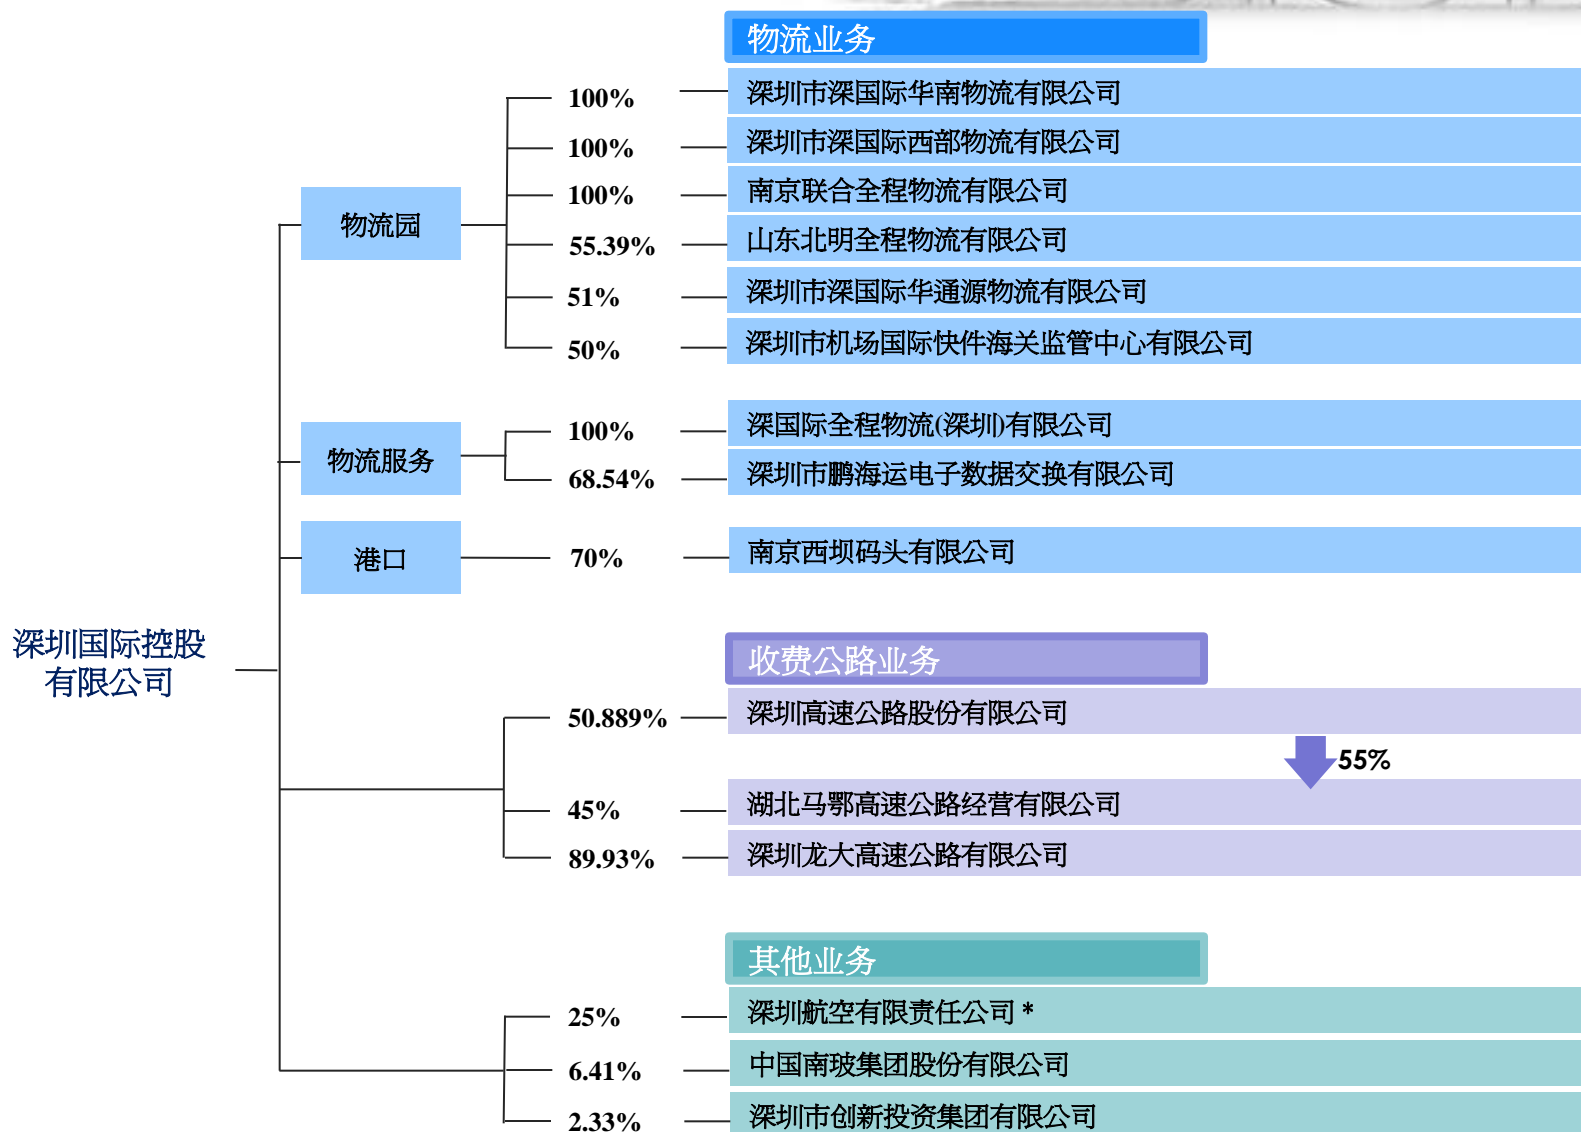 物流业务
100% 深圳市深国际华南物流有限公司
100% 深圳市深国际西部物流有限公司
100% 南京联合全程物流有限公司
物流园
55.39% 山东北明全程物流有限公司
51% 深圳市深国际华通源物流有限公司
50% 深圳市机场国际快件海关监管中心有限公司
100% 深国际全程物流(深圳)有限公司
物流服务
68.54% 深圳市鹏海运电子数据交换有限公司
港口 70% 南京西坝码头有限公司
深圳国际控股
有限公司
收费公路业务
50.889% 深圳高速公路股份有限公司
55%
45% 湖北马鄂高速公路经营有限公司
89.93% 深圳龙大高速公路有限公司
其他业务
25% 深圳航空有限责任公司 *
6.41% 中国南玻集团股份有限公司
2.33% 深圳市创新投资集团有限公司